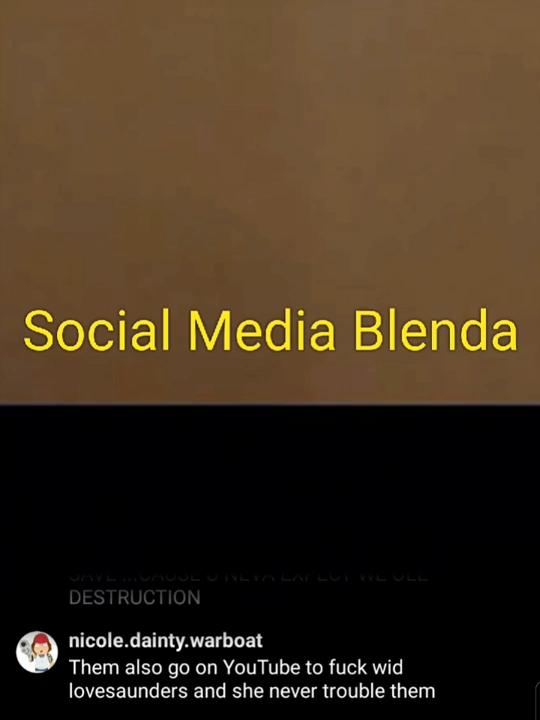 Social Media Blenda
DESTRUCTION
nicole.dainty.warboat
Them also go on YouTube to fuck wid
lovesaunders and she never trouble them